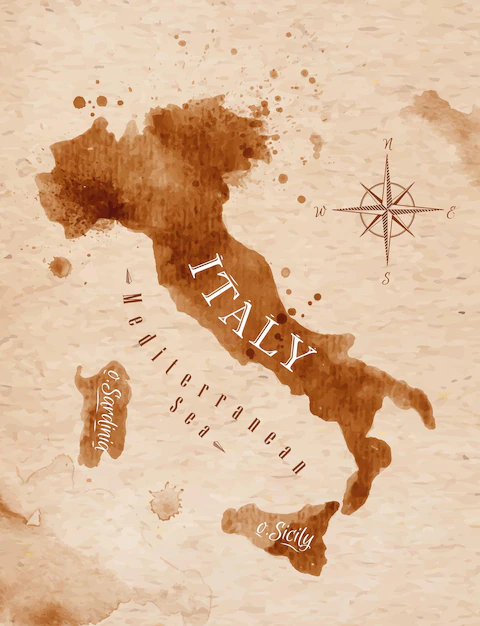 N
W
E
S
ITALY
Mediterranean
Sea
o. Sardinia
o. Sicily